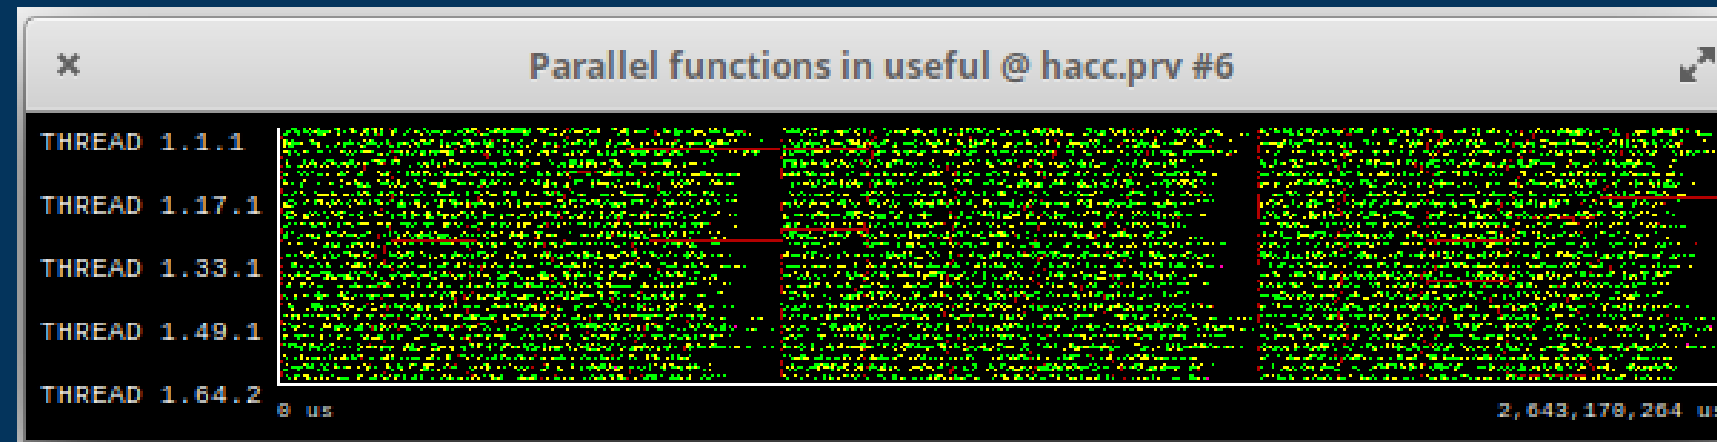 Parallel functions in useful @ hacc.prv #6
THREAD 1.1.1
THREAD 1.17.1
THREAD 1.33.1
THREAD 1.49.1
THREAD 1.64.2
0 us
2,643,170,264 us